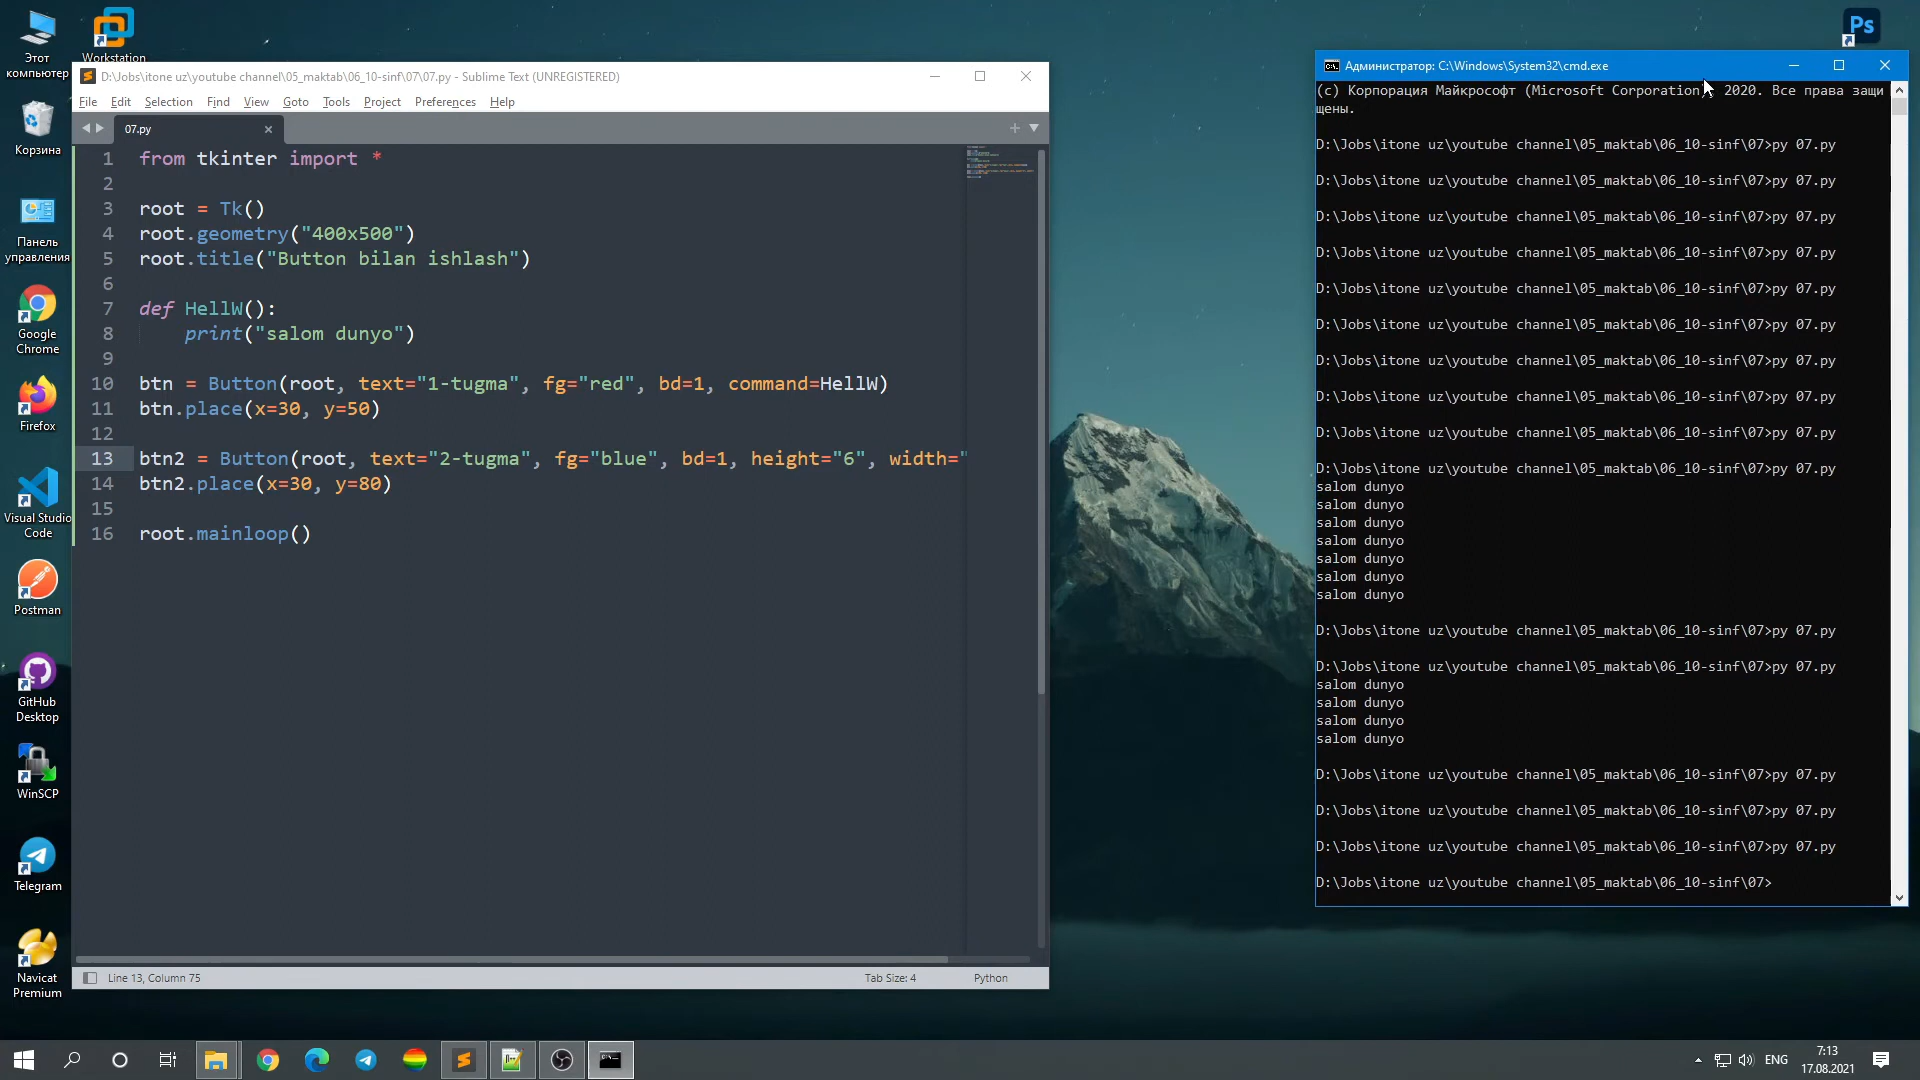 Этот компьютер
Workstation
Корзина
Панель управления
Google Chrome
Firefox
Visual Studio Code
Postman
GitHub Desktop
WinSCP
Telegram
Navicat Premium
Ps
D:\Jobs\itone uz\youtube channel\05_maktab\06_10-sinf\07\07.py - Sublime Text (UNREGISTERED)
File Edit Selection Find View Goto Tools Project Preferences Help
07.py
1 from tkinter import *
2
3 root = Tk()
4 root.geometry("400x500")
5 root.title("Button bilan ishlash")
6
7 def HellW():
8 print("salom dunyo")
9
10 btn = Button(root, text="1-tugma", fg="red", bd=1, command=HellW)
11 btn.place(x=30, y=50)
12
13 btn2 = Button(root, text="2-tugma", fg="blue", bd=1, height="6", width="
14 btn2.place(x=30, y=80)
15
16 root.mainloop()
Line 13, Column 75
Tab Size: 4
Python
Администратор: C:\Windows\System32\cmd.exe
(c) Корпорация Майкрософт (Microsoft Corporation), 2020. Все права защи
щены.
D:\Jobs\itone uz\youtube channel\05_maktab\06_10-sinf\07>py 07.py
D:\Jobs\itone uz\youtube channel\05_maktab\06_10-sinf\07>py 07.py
D:\Jobs\itone uz\youtube channel\05_maktab\06_10-sinf\07>py 07.py
D:\Jobs\itone uz\youtube channel\05_maktab\06_10-sinf\07>py 07.py
D:\Jobs\itone uz\youtube channel\05_maktab\06_10-sinf\07>py 07.py
D:\Jobs\itone uz\youtube channel\05_maktab\06_10-sinf\07>py 07.py
D:\Jobs\itone uz\youtube channel\05_maktab\06_10-sinf\07>py 07.py
D:\Jobs\itone uz\youtube channel\05_maktab\06_10-sinf\07>py 07.py
D:\Jobs\itone uz\youtube channel\05_maktab\06_10-sinf\07>py 07.py
D:\Jobs\itone uz\youtube channel\05_maktab\06_10-sinf\07>py 07.py
salom dunyo
salom dunyo
salom dunyo
salom dunyo
salom dunyo
salom dunyo
salom dunyo
D:\Jobs\itone uz\youtube channel\05_maktab\06_10-sinf\07>py 07.py
D:\Jobs\itone uz\youtube channel\05_maktab\06_10-sinf\07>py 07.py
salom dunyo
salom dunyo
salom dunyo
salom dunyo
D:\Jobs\itone uz\youtube channel\05_maktab\06_10-sinf\07>py 07.py
D:\Jobs\itone uz\youtube channel\05_maktab\06_10-sinf\07>py 07.py
D:\Jobs\itone uz\youtube channel\05_maktab\06_10-sinf\07>py 07.py
D:\Jobs\itone uz\youtube channel\05_maktab\06_10-sinf\07>
ENG
7:13
17.08.2021